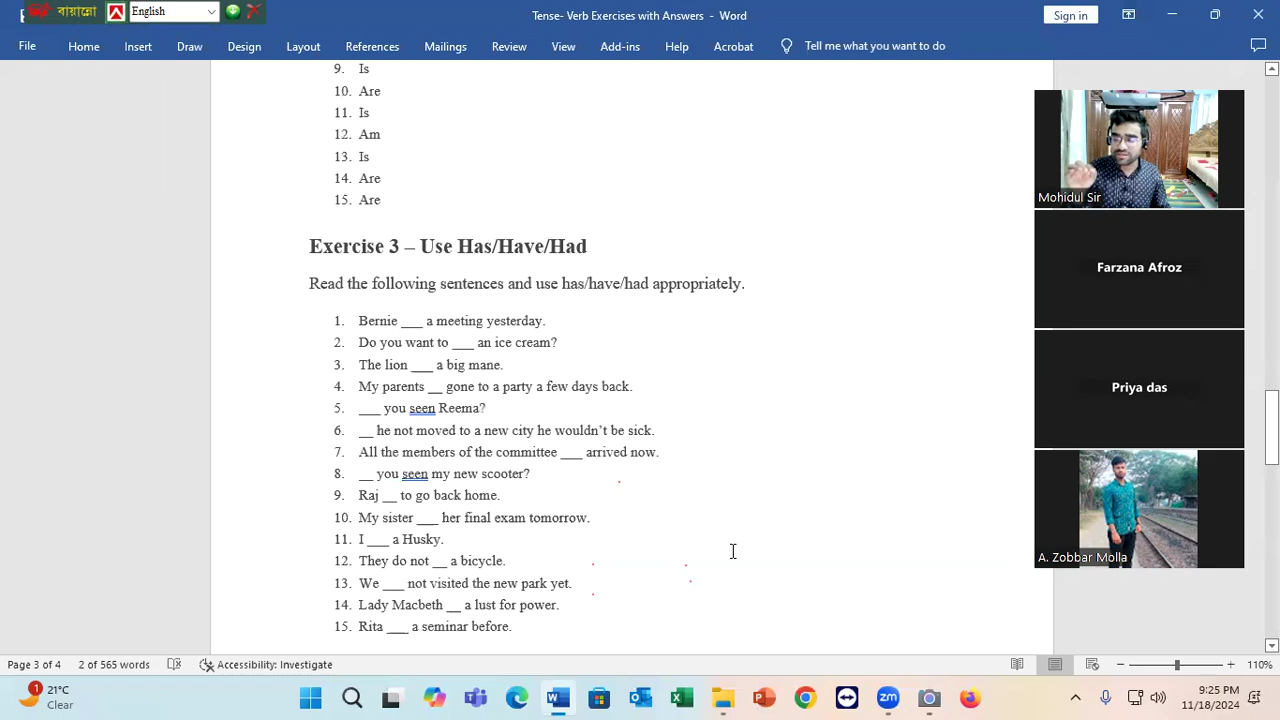 বায়ান্নো
English
Tense- Verb Exercises with Answers - Word
Sign in
File Home Insert Draw Design Layout References Mailings Review View Add-ins Help Acrobat Tell me what you want to do
9. Is
10. Are
11. Is
12. Am
13. Is
14. Are
15. Are
Exercise 3 – Use Has/Have/Had
Read the following sentences and use has/have/had appropriately.
1. Bernie ___ a meeting yesterday.
2. Do you want to ___ an ice cream?
3. The lion ___ a big mane.
4. My parents __ gone to a party a few days back.
5. ___ you seen Reema?
6. __ he not moved to a new city he wouldn’t be sick.
7. All the members of the committee ___ arrived now.
8. __ you seen my new scooter?
9. Raj __ to go back home.
10. My sister ___ her final exam tomorrow.
11. I ___ a Husky.
12. They do not __ a bicycle.
13. We ___ not visited the new park yet.
14. Lady Macbeth __ a lust for power.
15. Rita ___ a seminar before.
Mohidul Sir
Farzana Afroz
Priya das
A. Zobbar Molla
Page 3 of 4 2 of 565 words Accessibility: Investigate 110%
1
21°C
Clear
zm
9:25 PM
11/18/2024